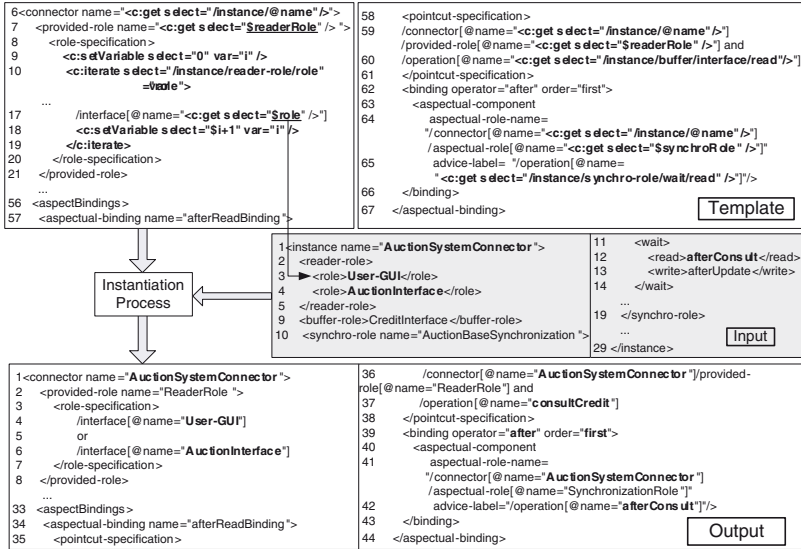 6<connector name="<c:get select="/instance/@name"/>">
7 <provided-role name="<c:get select="$readerRole" /> ">
8 <role-specification>
9 <c:setVariable select="0" var="i" />
10 <c:iterate select="/instance/reader-role/role"
...
17 /interface[@name="<c:get select="$role" />"]
18 <c:setVariable select="$i+1" var="i" />
19 </c:iterate>
20 </role-specification>
21 </provided-role>
...
56 <aspectBindings>
57 <aspectual-binding name="afterReadBinding">
58 <pointcut-specification>
59 /connector[@name="<c:get select="/instance/@name" />"]
/provided-role[@name="<c:get select="$readerRole" />"] and
60 /operation[@name="<c:get select="/instance/buffer/interface/read"/>"]
61 </pointcut-specification>
62 <binding operator="after" order="first">
63 <aspectual-component
64 aspectual-role-name=
"/connector[@name="<c:get select="/instance/@name" />"]
/aspectual-role[@name="<c:get select="$synchroRole" />"]"
65 advice-label= "/operation[@name=
"<c:get select="/instance/synchro-role/wait/read" />"]"/>
66 </binding>
67 </aspectual-binding>
Template
Instantiation
Process
1<instance name="AuctionSystemConnector">
2 <reader-role>
3 <role>User-GUI</role>
4 <role>AuctionInterface</role>
5 </reader-role>
9 <buffer-role>CreditInterface</buffer-role>
10 <synchro-role name="AuctionBaseSynchronization">
11 <wait>
12 <read>afterConsult</read>
13 <write>afterUpdate</write>
14 </wait>
...
19 </synchro-role>
...
29 </instance>
Input
1<connector name="AuctionSystemConnector">
2 <provided-role name="ReaderRole ">
3 <role-specification>
4 /interface[@name="User-GUI"]
5 or
6 /interface[@name="AuctionInterface"]
7 </role-specification>
8 </provided-role>
...
33 <aspectBindings>
34 <aspectual-binding name="afterReadBinding">
35 <pointcut-specification>
36 /connector[@name="AuctionSystemConnector"]/provided-
role[@name="ReaderRole"] and
37 /operation[@name="consultCredit"]
38 </pointcut-specification>
39 <binding operator="after" order="first">
40 <aspectual-component
41 aspectual-role-name=
"/connector[@name="AuctionSystemConnector"]
/aspectual-role[@name="SynchronizationRole"]"
42 advice-label="/operation[@name="afterConsult"]"/>
43 </binding>
44 </aspectual-binding>
Output